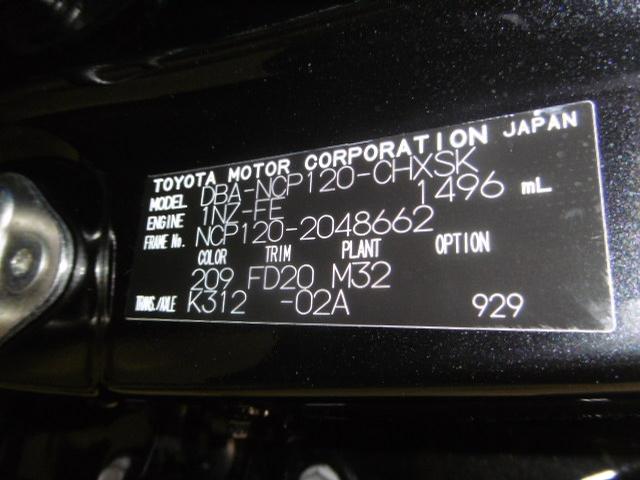 TOYOTA MOTOR CORPORATION JAPAN
MODEL DBA-NCP120-CHXSK
ENGINE 1NZ-FE 1496 mL
FRAME No. NCP120-2048662
COLOR TRIM PLANT OPTION
209 FD20 M32
TRANS./AXLE K312 -02A 929